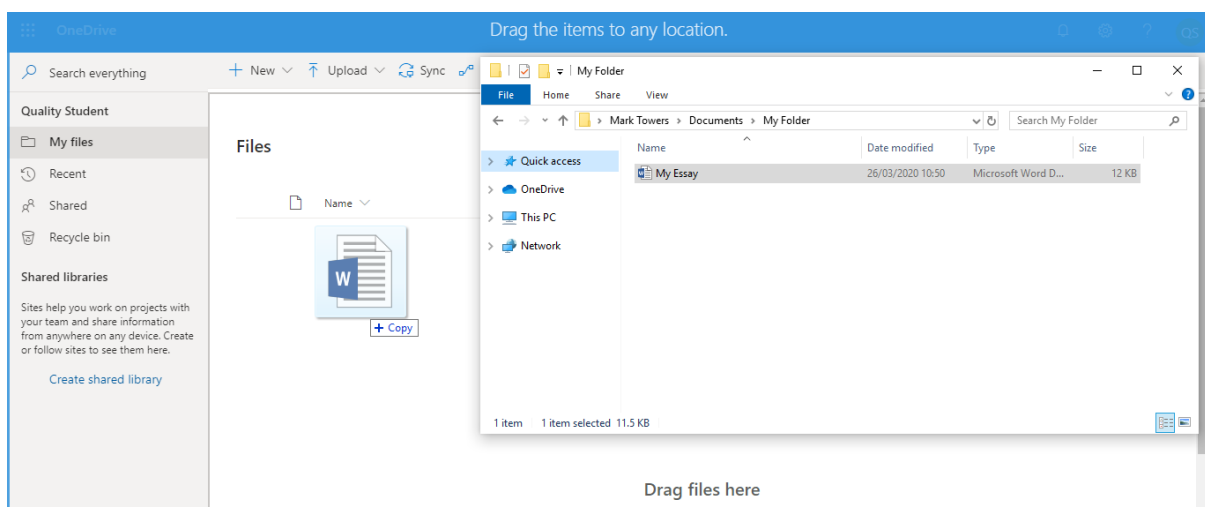 OneDrive
Drag the items to any location.
QS
Search everything
+ New
Upload
Sync
Quality Student
My files
Recent
Shared
Recycle bin
Shared libraries
Sites help you work on projects with
your team and share information
from anywhere on any device. Create
or follow sites to see them here.
Create shared library
Files
Name
W
+ Copy
My Folder
File
Home
Share
View
Mark Towers > Documents > My Folder
Search My Folder
Quick access
OneDrive
This PC
Network
Name
Date modified
Type
Size
My Essay
26/03/2020 10:50
Microsoft Word D...
12 KB
1 item
1 item selected 11.5 KB
Drag files here